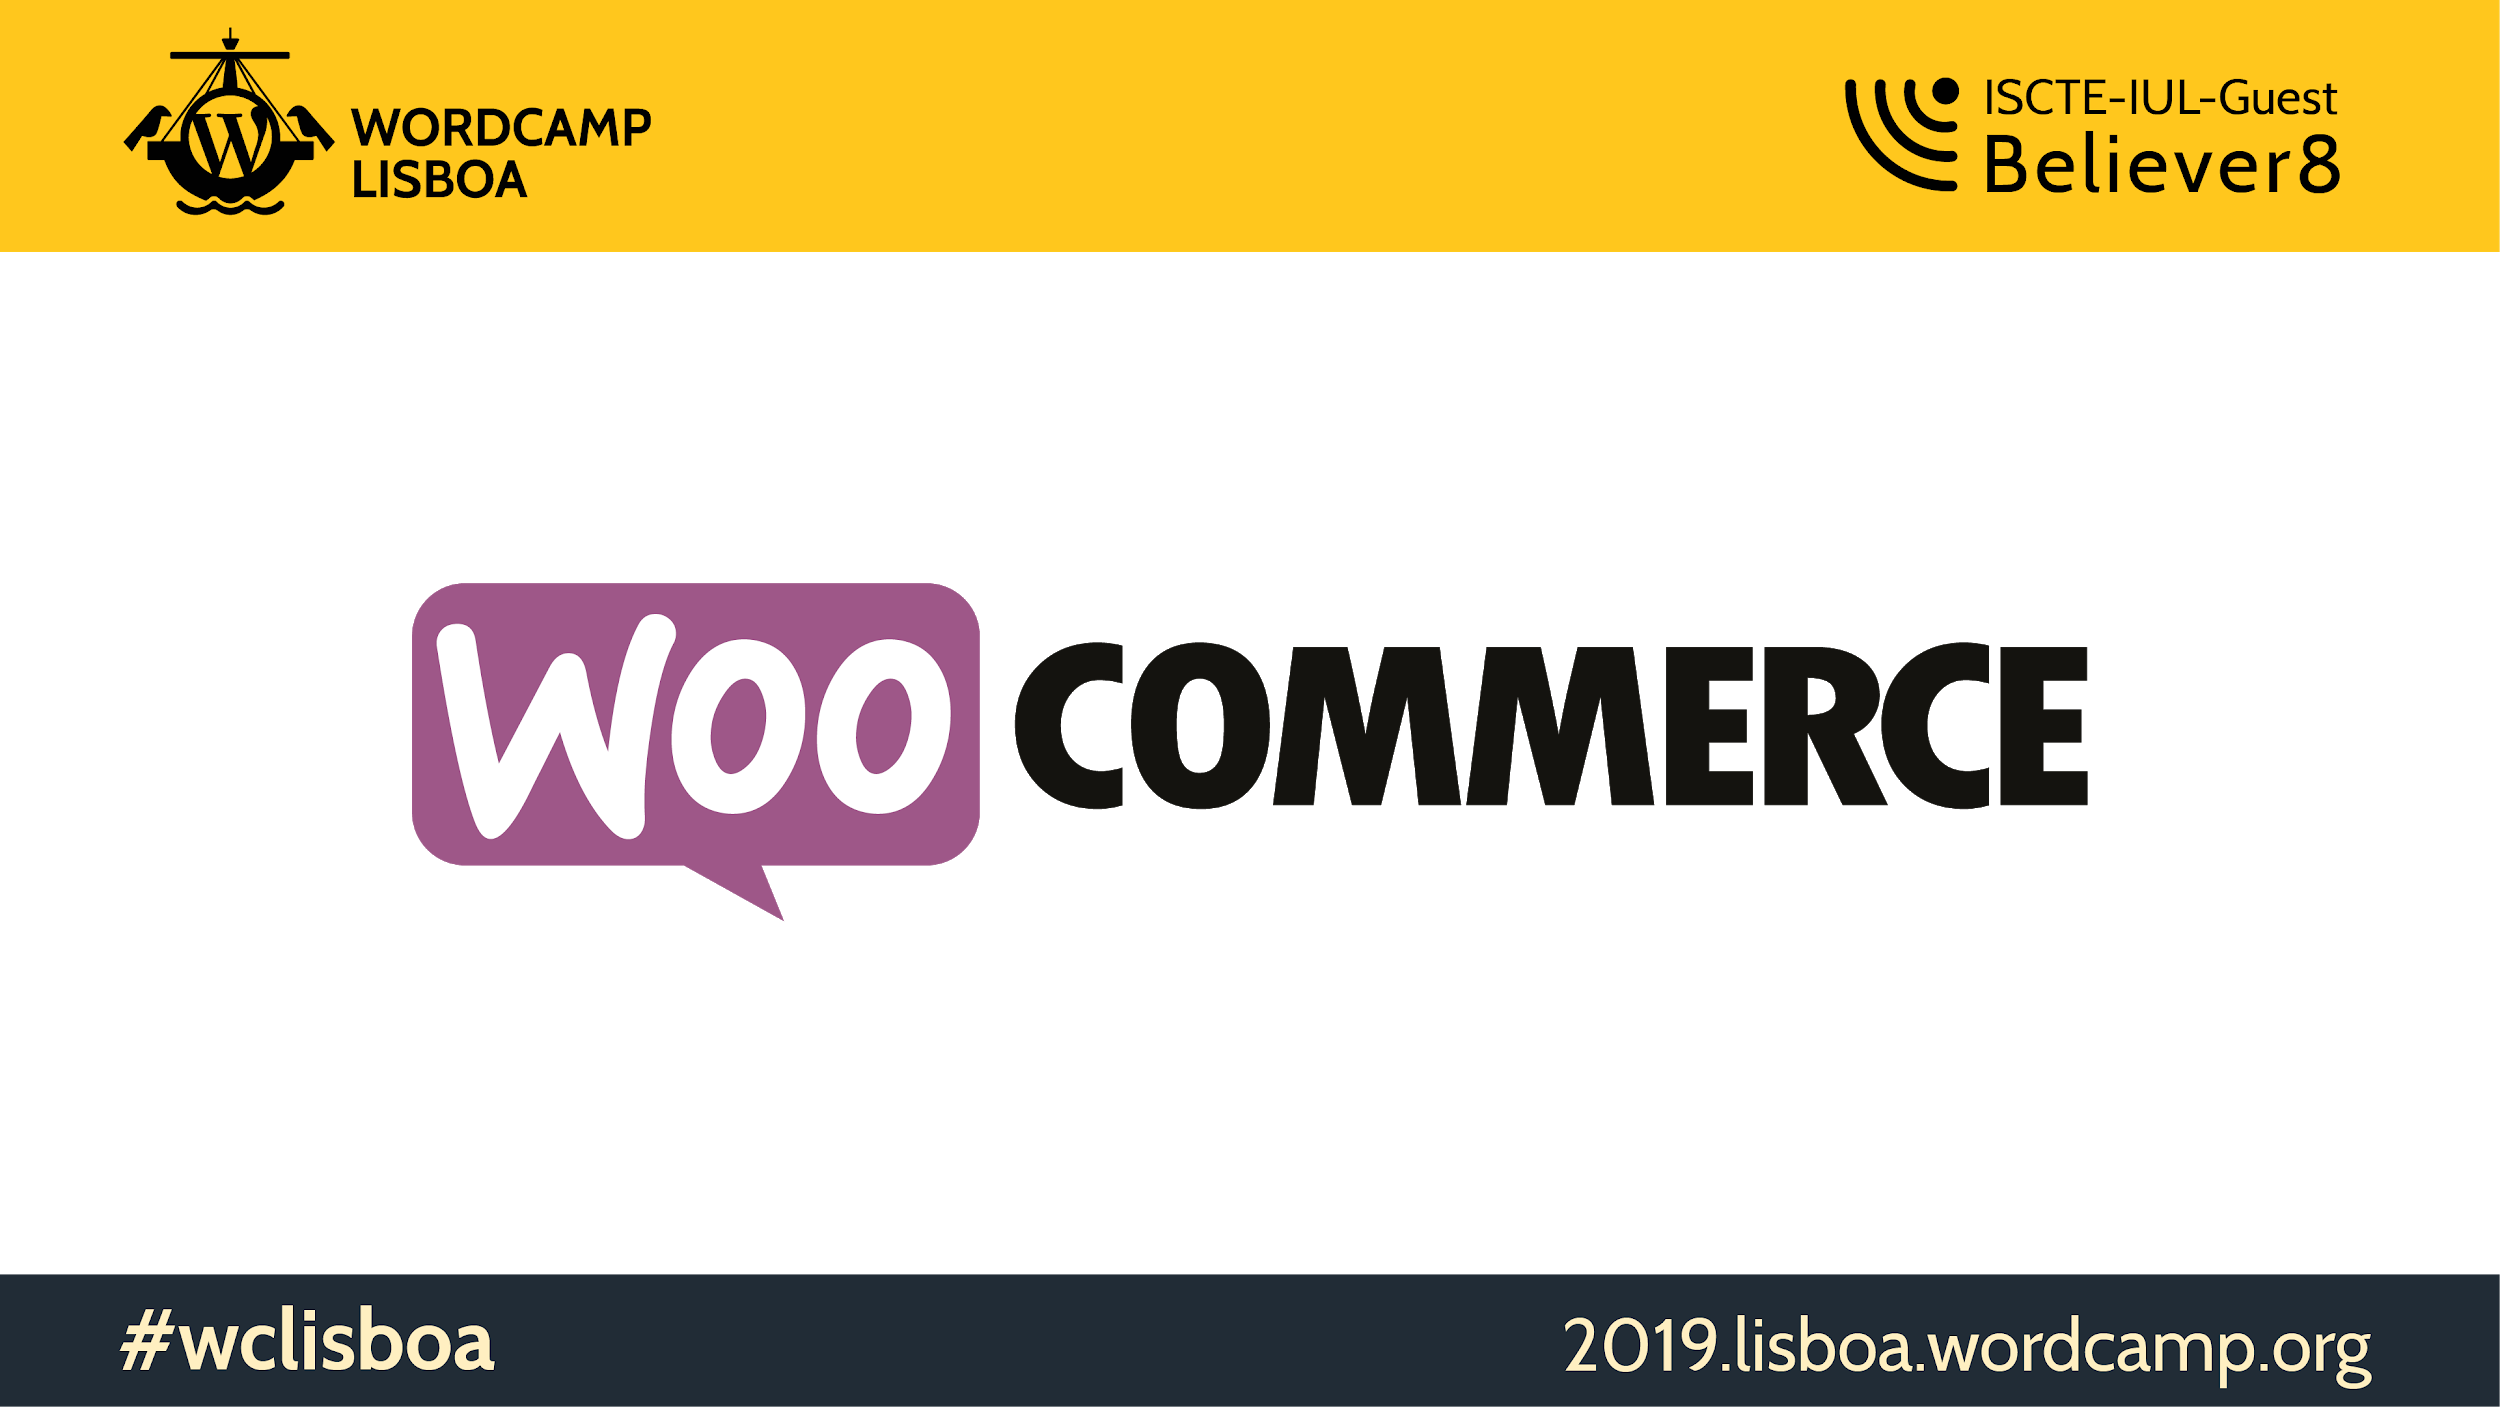 WORDCAMP
LISBOA
ISCTE-IUL-Guest
Believer8
WOO COMMERCE
#wclisboa
2019.lisboa.wordcamp.org